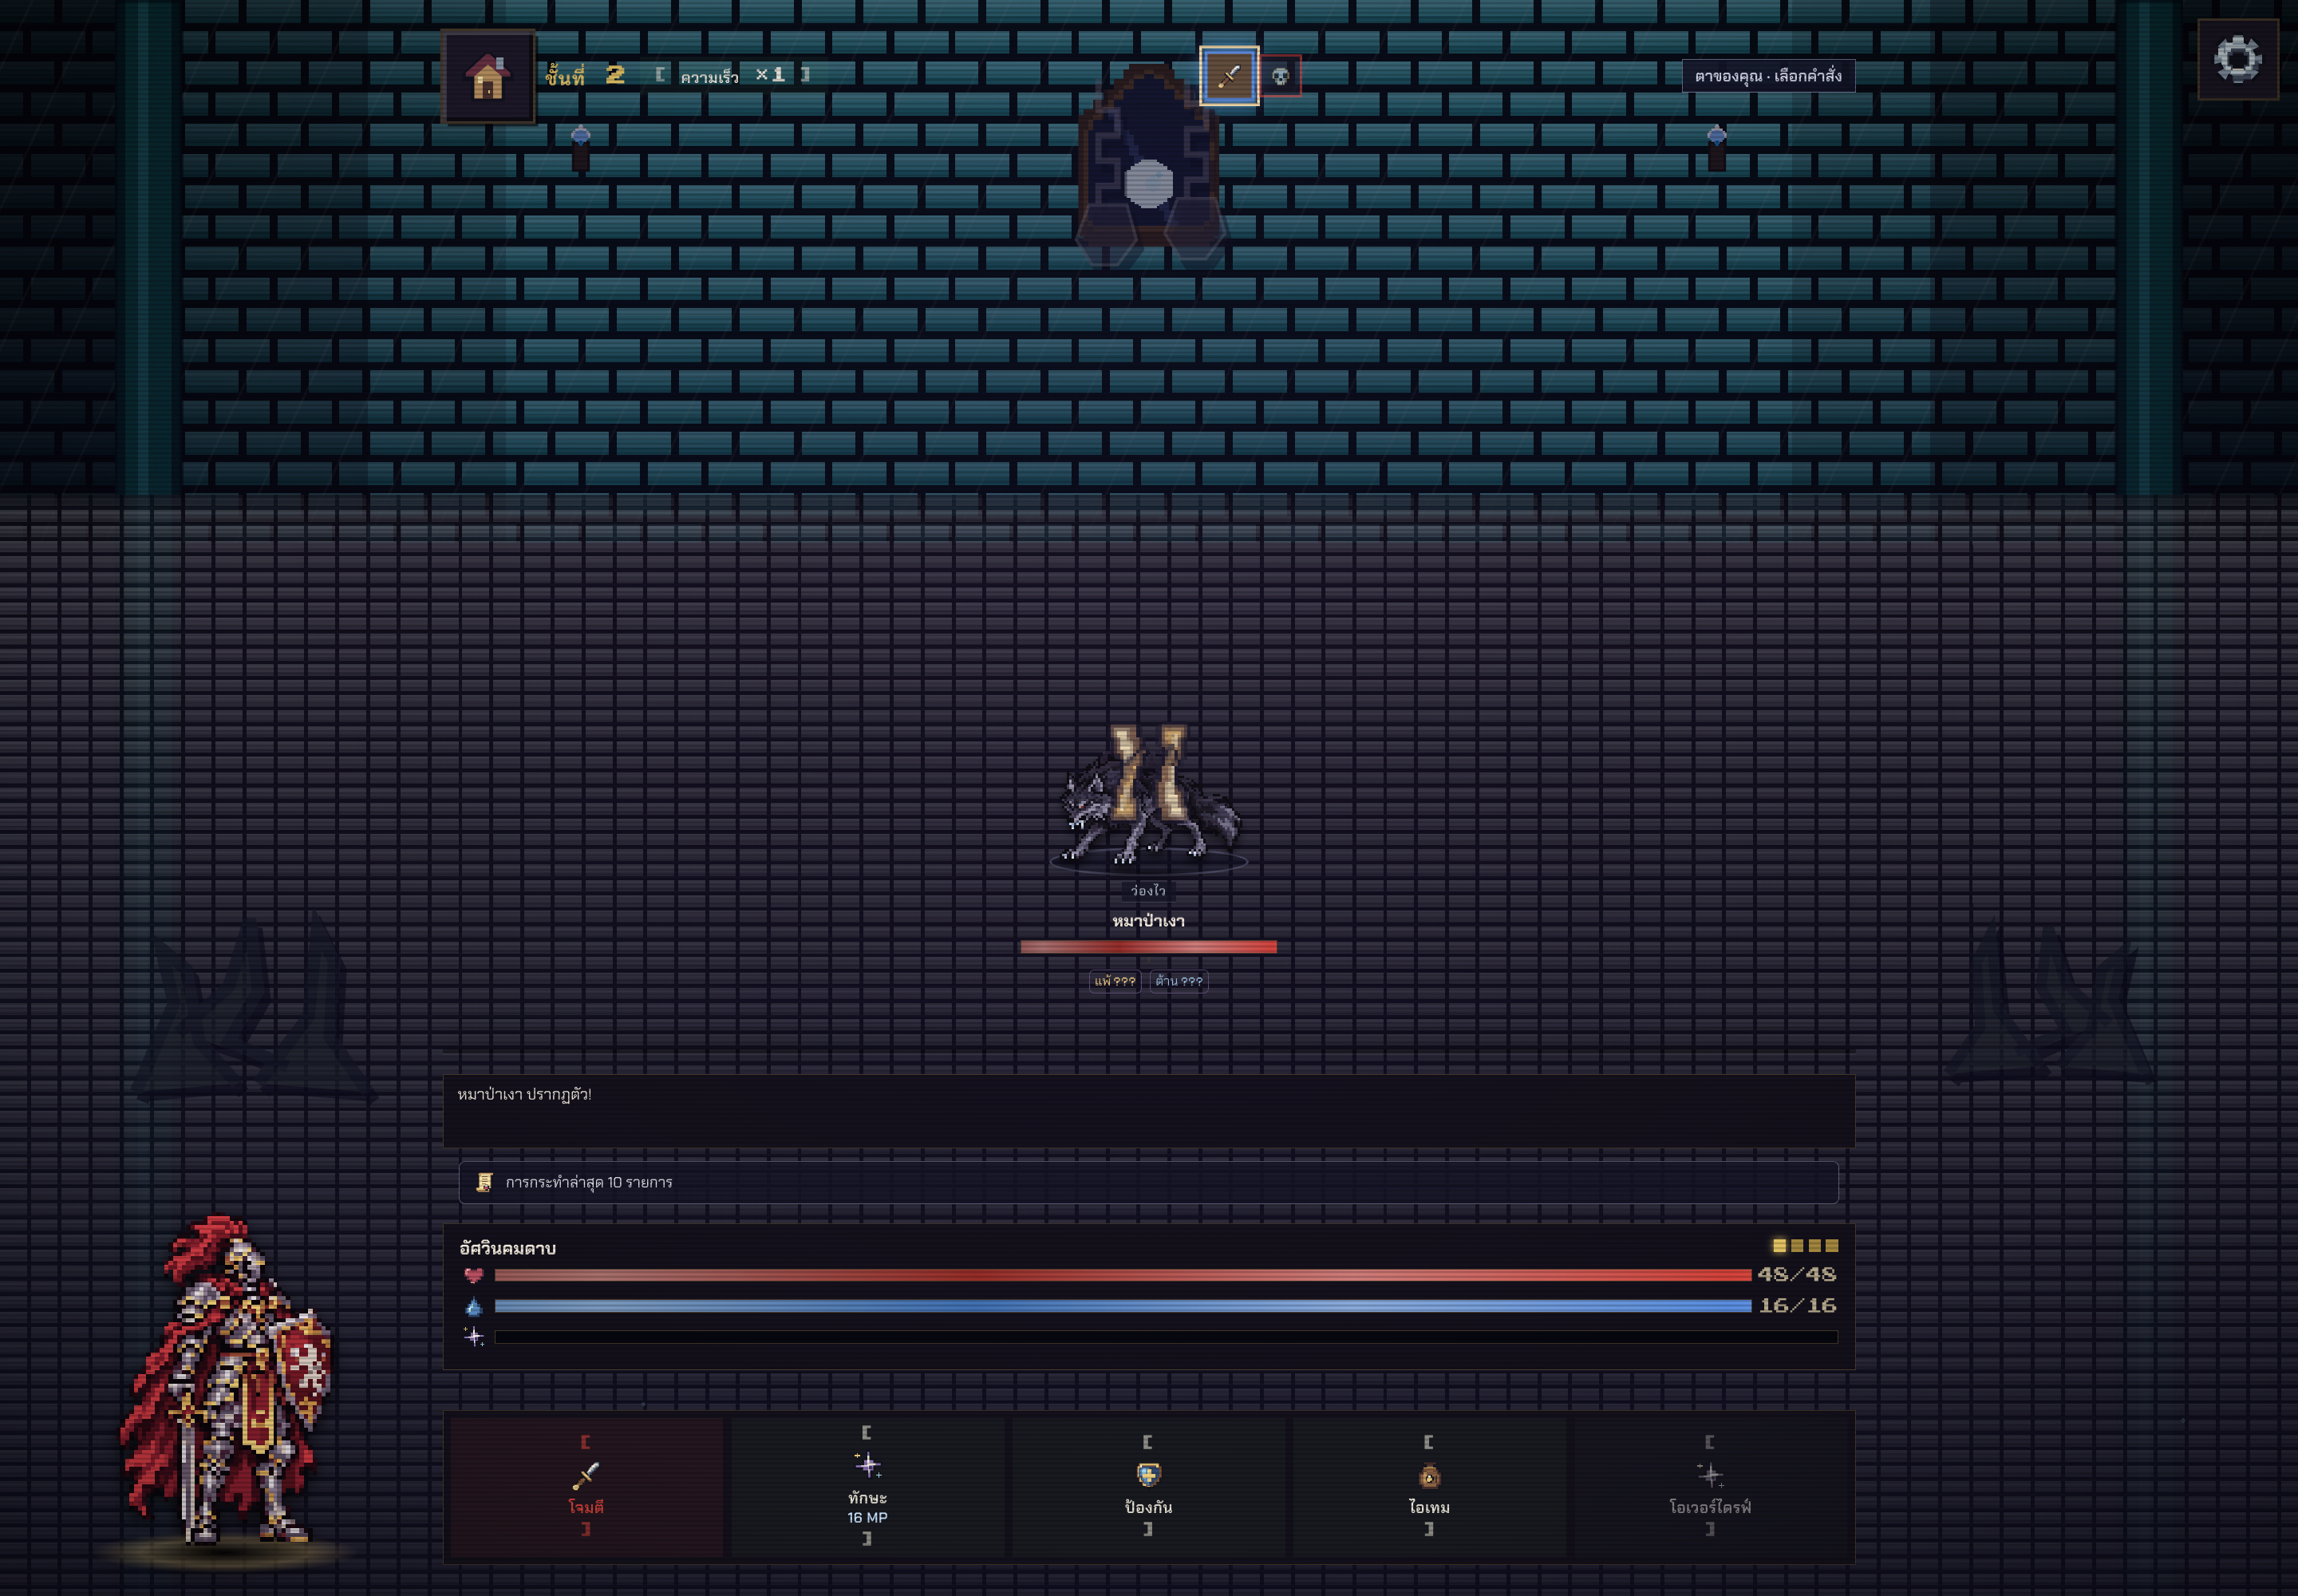 ชั้นที่ 2 [ ความเร็ว ×1 ]
ตาของคุณ · เลือกคำสั่ง
ว่องไว
หมาป่าเงา
แพ้ ??? ต้าน ???
หมาป่าเงา ปรากฏตัว!
การกระทำล่าสุด 10 รายการ
อัศวินคมดาบ
48/48
16/16
[ โจมตี ]
[ ทักษะ 16 MP ]
[ ป้องกัน ]
[ ไอเทม ]
[ โอเวอร์ไดรฟ์ ]